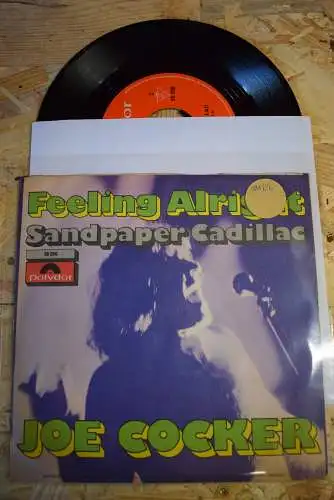 Feeling Alright
Sandpaper Cadillac
polydor
JOE COCKER